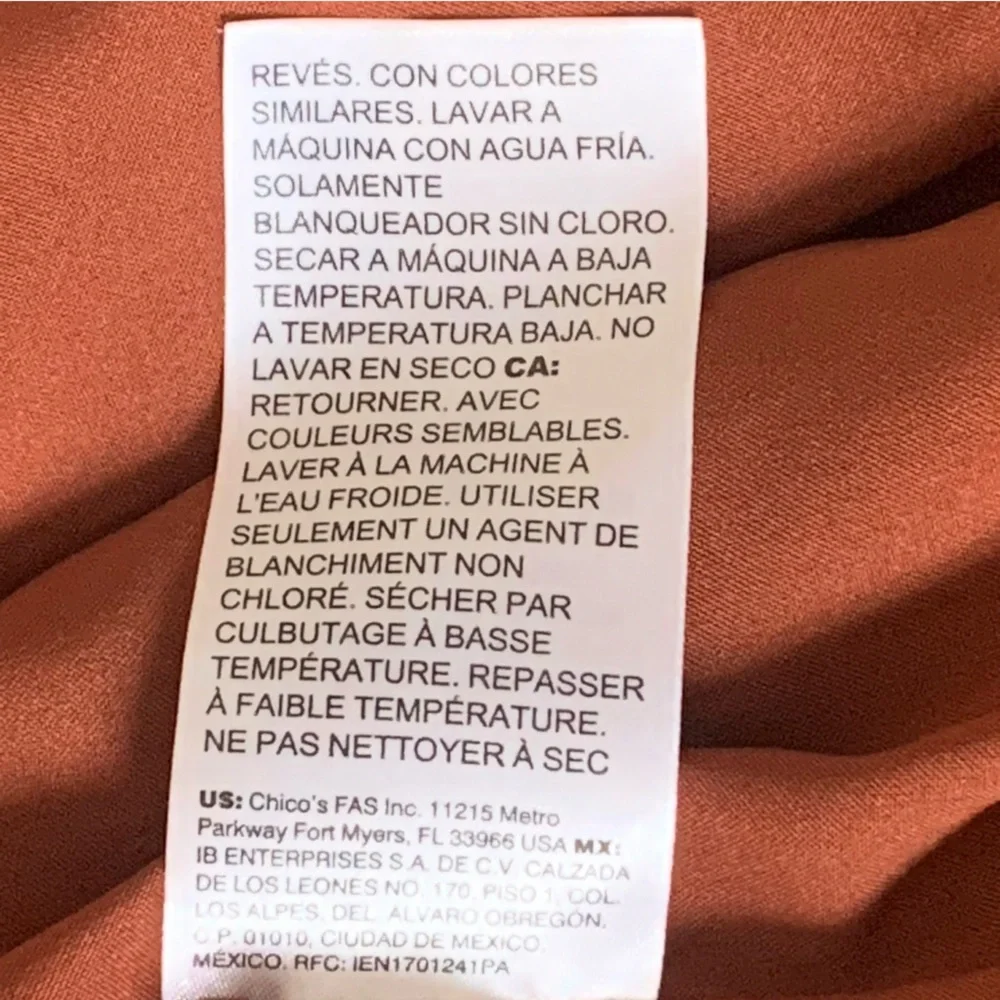 REVÉS. CON COLORES
SIMILARES. LAVAR A
MÁQUINA CON AGUA FRÍA.
SOLAMENTE
BLANQUEADOR SIN CLORO.
SECAR A MÁQUINA A BAJA
TEMPERATURA. PLANCHAR
A TEMPERATURA BAJA. NO
LAVAR EN SECO CA:
RETOURNER. AVEC
COULEURS SEMBLABLES.
LAVER À LA MACHINE À
L'EAU FROIDE. UTILISER
SEULEMENT UN AGENT DE
BLANCHIMENT NON
CHLORÉ. SÉCHER PAR
CULBUTAGE À BASSE
TEMPÉRATURE. REPASSER
À FAIBLE TEMPÉRATURE.
NE PAS NETTOYER À SEC
US: Chico's FAS Inc. 11215 Metro
Parkway Fort Myers, FL 33966 USA MX:
IB ENTERPRISES S.A. DE C.V. CALZADA
DE LOS LEONES NO. 170, PISO 1, COL.
LOS ALPES, DEL. ALVARO OBREGÓN,
C.P. 01010, CIUDAD DE MEXICO,
MÉXICO. RFC: IEN1701241PA